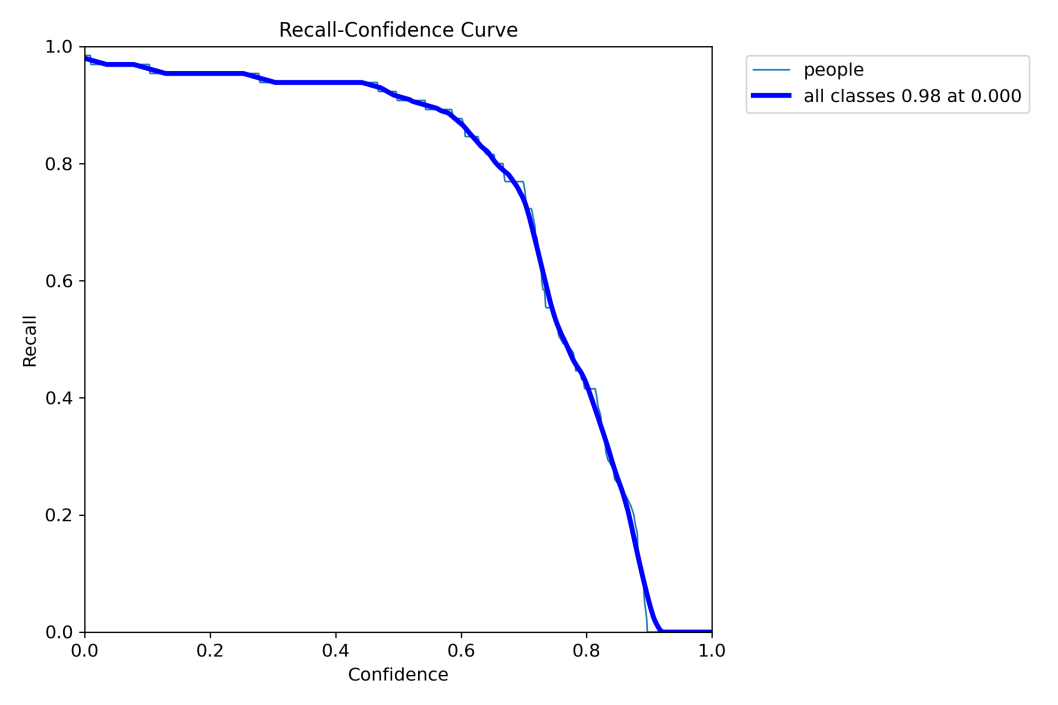 Recall-Confidence Curve
1.0
0.8
0.6
0.4
0.2
0.0
Recall
0.0 0.2 0.4 0.6 0.8 1.0
Confidence
people
all classes 0.98 at 0.000